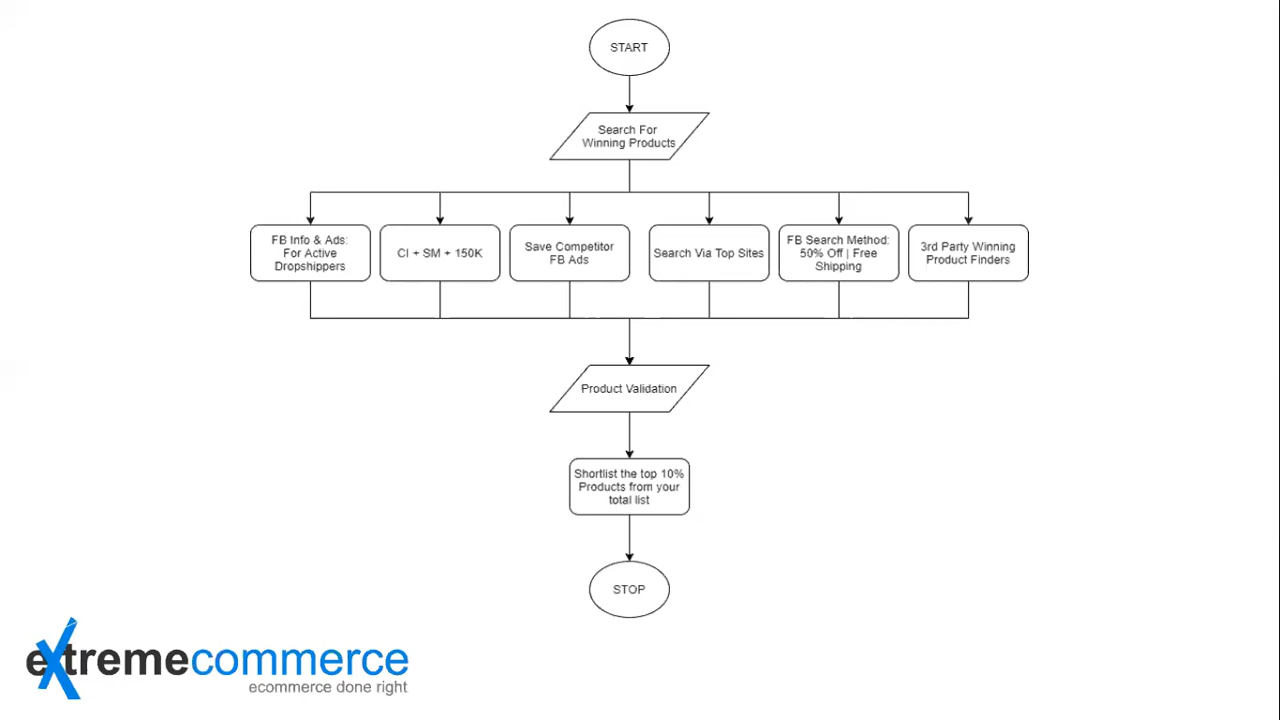 START
Search For
Winning Products
FB Info & Ads:
For Active
Dropshippers
CI + SM + 150K
Save Competitor
FB Ads
Search Via Top Sites
FB Search Method:
50% Off | Free
Shipping
3rd Party Winning
Product Finders
Product Validation
Shortlist the top 10%
Products from your
total list
STOP
extremecommerce
ecommerce done right